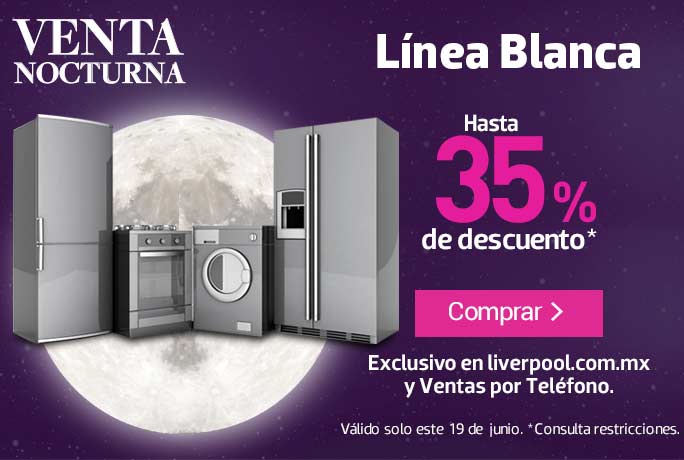 VENTA
NOCTURNA
Línea Blanca
Hasta
35%
de descuento*
Comprar >
Exclusivo en liverpool.com.mx
y Ventas por Teléfono.
Válido solo este 19 de junio. *Consulta restricciones.